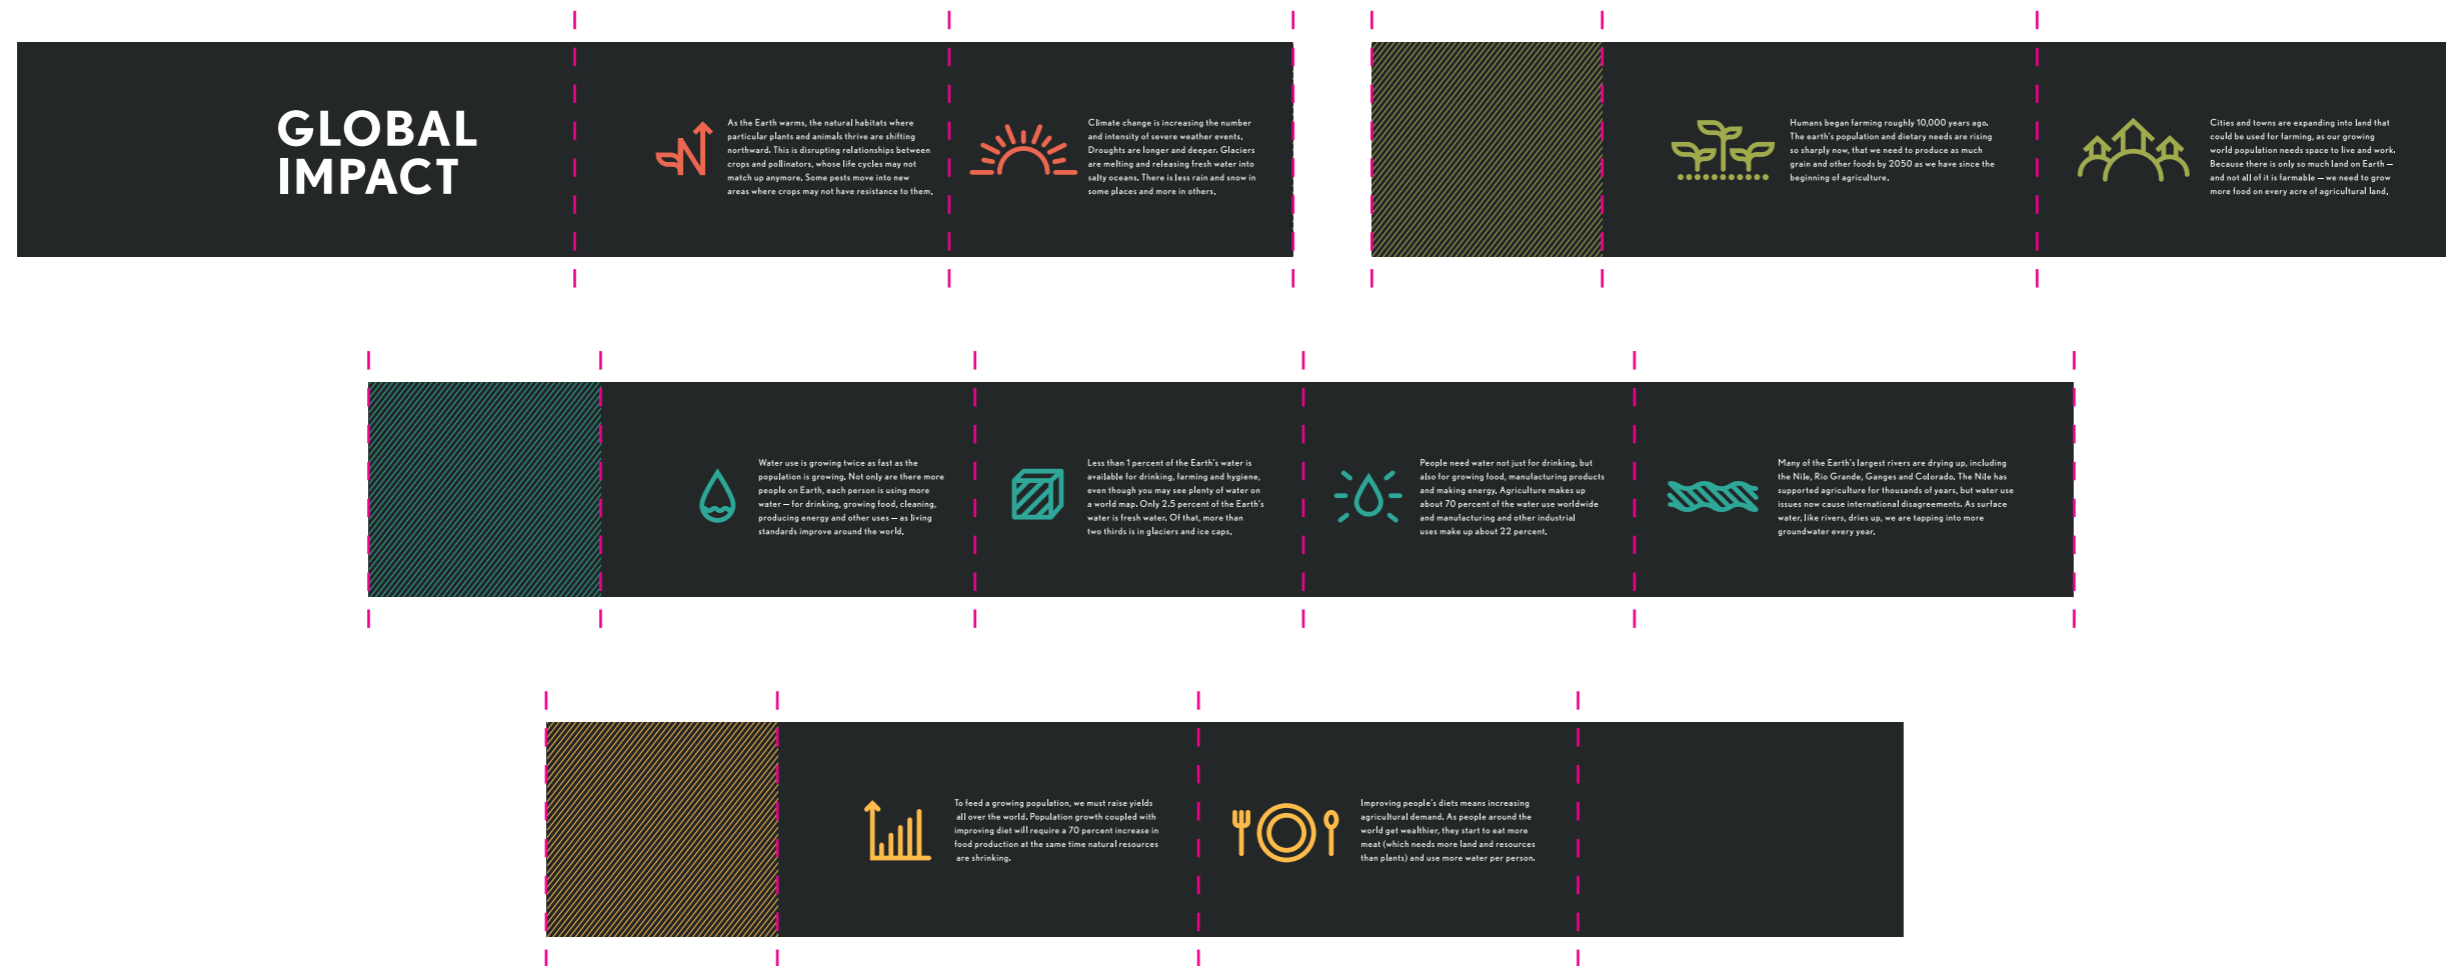 GLOBAL
IMPACT
As the Earth warms, the natural habitats where
particular plants and animals thrive are shifting
northward. This is disrupting relationships between
crops and pollinators, whose life cycles may not
match up anymore. Some pests move into new
areas where crops may not have resistance to them.
Climate change is increasing the number
and intensity of severe weather events.
Droughts are longer and deeper. Glaciers
are melting and releasing fresh water into
salty oceans. There is less rain and snow in
some places and more in others.
Humans began farming roughly 10,000 years ago.
The earth's population and dietary needs are rising
so sharply now, that we need to produce as much
grain and other foods by 2050 as we have since the
beginning of agriculture.
Cities and towns are expanding into land that
could be used for farming, as our growing
world population needs space to live and work.
Because there is only so much land on Earth —
and not all of it is farmable — we need to grow
more food on every acre of agricultural land.
Water use is growing twice as fast as the
population is growing. Not only are there more
people on Earth, each person is using more
water — for drinking, growing food, cleaning,
producing energy and other uses — as living
standards improve around the world.
Less than 1 percent of the Earth's water is
available for drinking, farming and hygiene,
even though you may see plenty of water on
a world map. Only 2.5 percent of the Earth's
water is fresh water. Of that, more than
two thirds is in glaciers and ice caps.
People need water not just for drinking, but
also for growing food, manufacturing products
and making energy. Agriculture makes up
about 70 percent of the water use worldwide
and manufacturing and other industrial
uses make up about 22 percent.
Many of the Earth's largest rivers are drying up, including
the Nile, Rio Grande, Ganges and Colorado. The Nile has
supported agriculture for thousands of years, but water use
issues now cause international disagreements. As surface
water, like rivers, dries up, we are tapping into more
groundwater every year.
To feed a growing population, we must raise yields
all over the world. Population growth coupled with
improving diet will require a 70 percent increase in
food production at the same time natural resources
are shrinking.
Improving people's diets means increasing
agricultural demand. As people around the
world get wealthier, they start to eat more
meat (which needs more land and resources
than plants) and use more water per person.